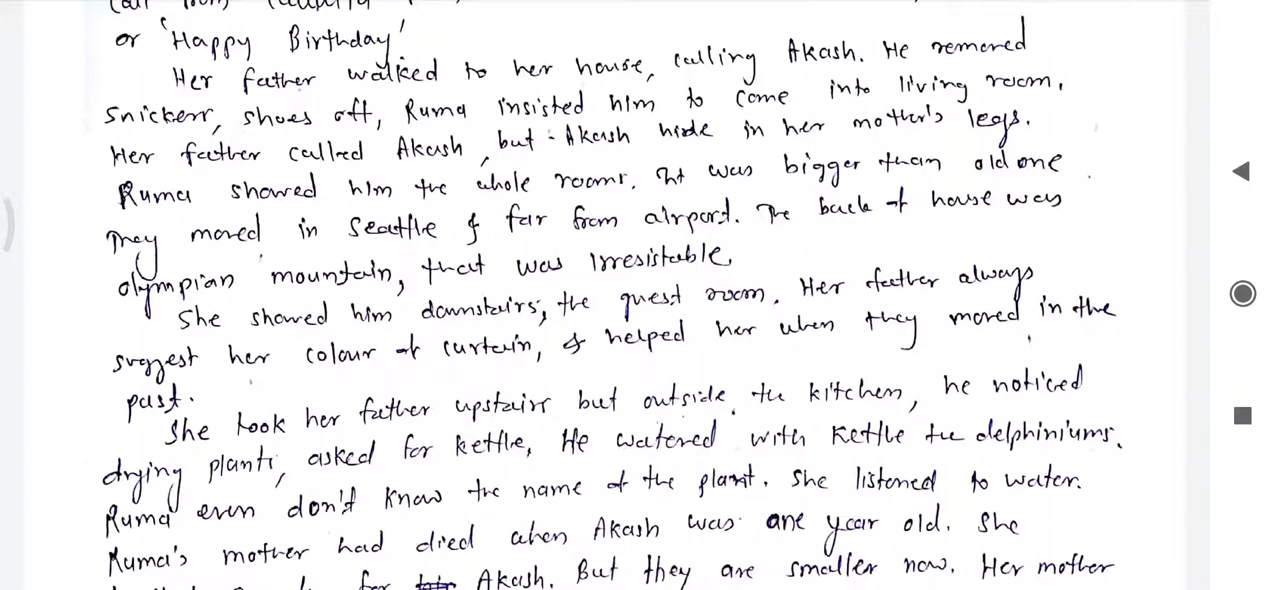 or 'Happy Birthday'
Her father walked to her house, calling Akash. He remored
snickerr, shoes off, Ruma insisted him to come into living room.
Her father called Akash, but Akash hide in her mother's legs.
Ruma showed him the whole rooms. It was bigger than old one
They moved in Seattle & far from airport. The back of house was
olympian mountain, that was irresistable.
She showed him downstairs, the guest room. Her father always
suggest her colour of curtain, & helped her when they moved in the
past.
She took her father upstairs but outside the kitchen, he noticed
drying plants, asked for kettle, He watered with kettle the delphiniums.
Ruma even don't know the name of the plant. She listened to water.
Ruma's mother had died when Akash was one year old. She
for Akash. But they are smaller now. Her mother